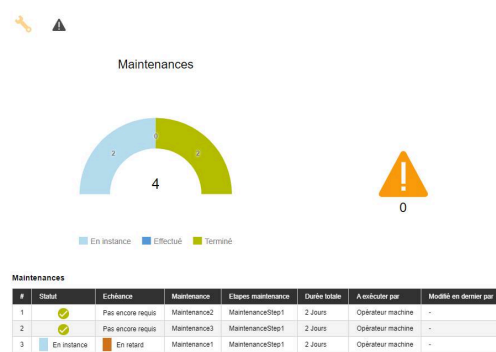 Maintenances
2
0
2
4
0
En instance Effectué Terminé
Maintenances
# Statut Echéance Maintenance Etapes maintenance Durée totale A exécuter par Modifié en dernier par
1 Pas encore requis Maintenance2 MaintenanceStep1 2 Jours Opérateur machine -
2 Pas encore requis Maintenance3 MaintenanceStep1 2 Jours Opérateur machine -
3 En instance En retard Maintenance1 MaintenanceStep1 2 Jours Opérateur machine -